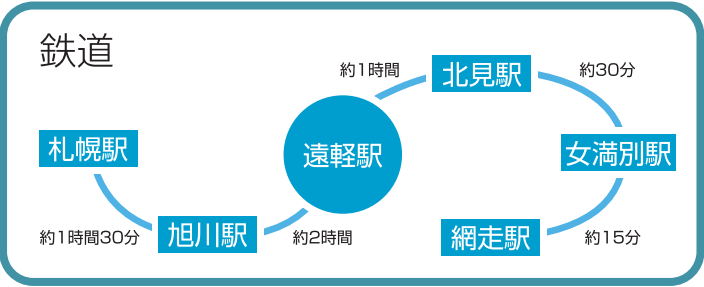 鉄道
札幌駅
約1時間30分
旭川駅
約2時間
遠軽駅
約1時間
北見駅
約30分
女満別駅
約15分
網走駅